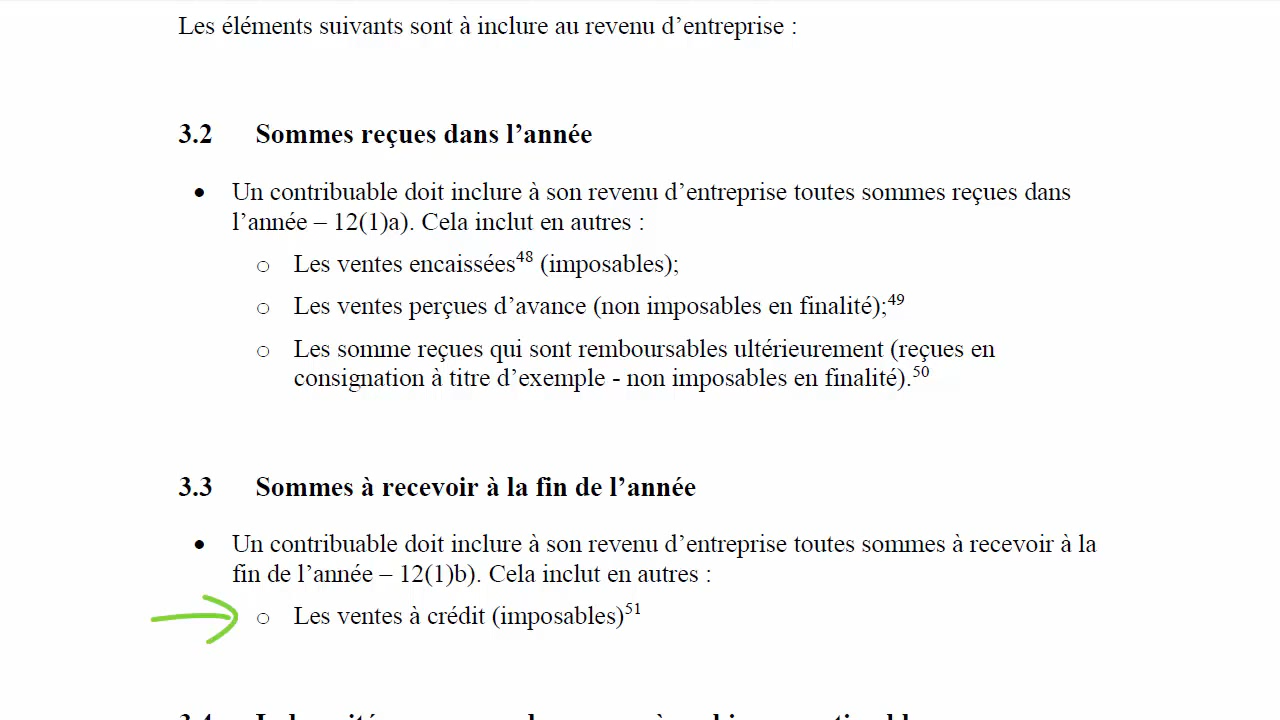 Les éléments suivants sont à inclure au revenu d’entreprise :
3.2 Sommes reçues dans l’année
• Un contribuable doit inclure à son revenu d’entreprise toutes sommes reçues dans
l’année – 12(1)a). Cela inclut en autres :
o Les ventes encaissées48 (imposables);
o Les ventes perçues d’avance (non imposables en finalité);49
o Les somme reçues qui sont remboursables ultérieurement (reçues en
consignation à titre d’exemple - non imposables en finalité).50
3.3 Sommes à recevoir à la fin de l’année
• Un contribuable doit inclure à son revenu d’entreprise toutes sommes à recevoir à la
fin de l’année – 12(1)b). Cela inclut en autres :
o Les ventes à crédit (imposables)51
3.4